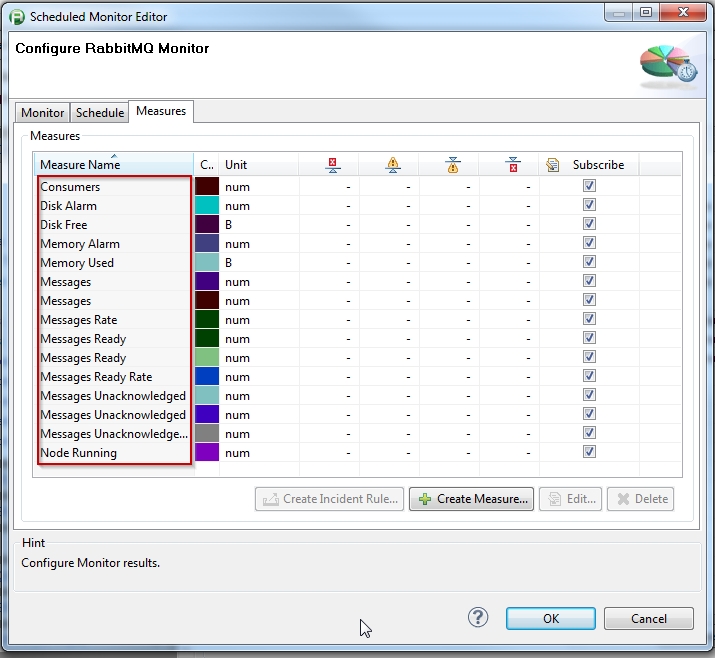 Scheduled Monitor Editor
Configure RabbitMQ Monitor
Monitor Schedule Measures
Measures
Measure Name C.. Unit Subscribe
Consumers num - - - -
Disk Alarm num - - - -
Disk Free B - - - -
Memory Alarm num - - - -
Memory Used B - - - -
Messages num - - - -
Messages num - - - -
Messages Rate num - - - -
Messages Ready num - - - -
Messages Ready num - - - -
Messages Ready Rate num - - - -
Messages Unacknowledged num - - - -
Messages Unacknowledged num - - - -
Messages Unacknowledge... num - - - -
Node Running num - - - -
Create Incident Rule... Create Measure... Edit... Delete
Hint
Configure Monitor results.
? OK Cancel